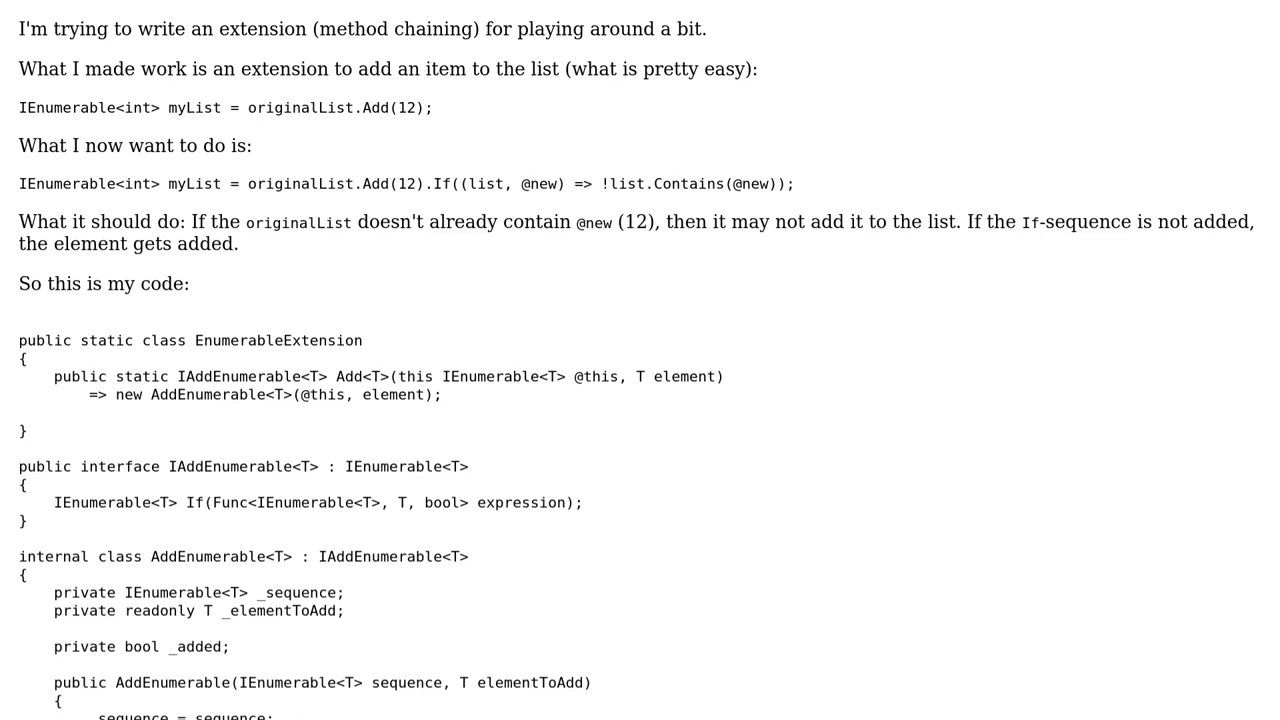 I'm trying to write an extension (method chaining) for playing around a bit.
What I made work is an extension to add an item to the list (what is pretty easy):
IEnumerable<int> myList = originalList.Add(12);
What I now want to do is:
IEnumerable<int> myList = originalList.Add(12).If((list, @new) => !list.Contains(@new));
What it should do: If the originalList doesn't already contain @new (12), then it may not add it to the list. If the If-sequence is not added,
the element gets added.
So this is my code:
public static class EnumerableExtension
{
    public static IAddEnumerable<T> Add<T>(this IEnumerable<T> @this, T element)
        => new AddEnumerable<T>(@this, element);
}
public interface IAddEnumerable<T> : IEnumerable<T>
{
    IEnumerable<T> If(Func<IEnumerable<T>, T, bool> expression);
}
internal class AddEnumerable<T> : IAddEnumerable<T>
{
    private IEnumerable<T> _sequence;
    private readonly T _elementToAdd;
    private bool _added;
    public AddEnumerable(IEnumerable<T> sequence, T elementToAdd)
    {
        sequence = sequence;